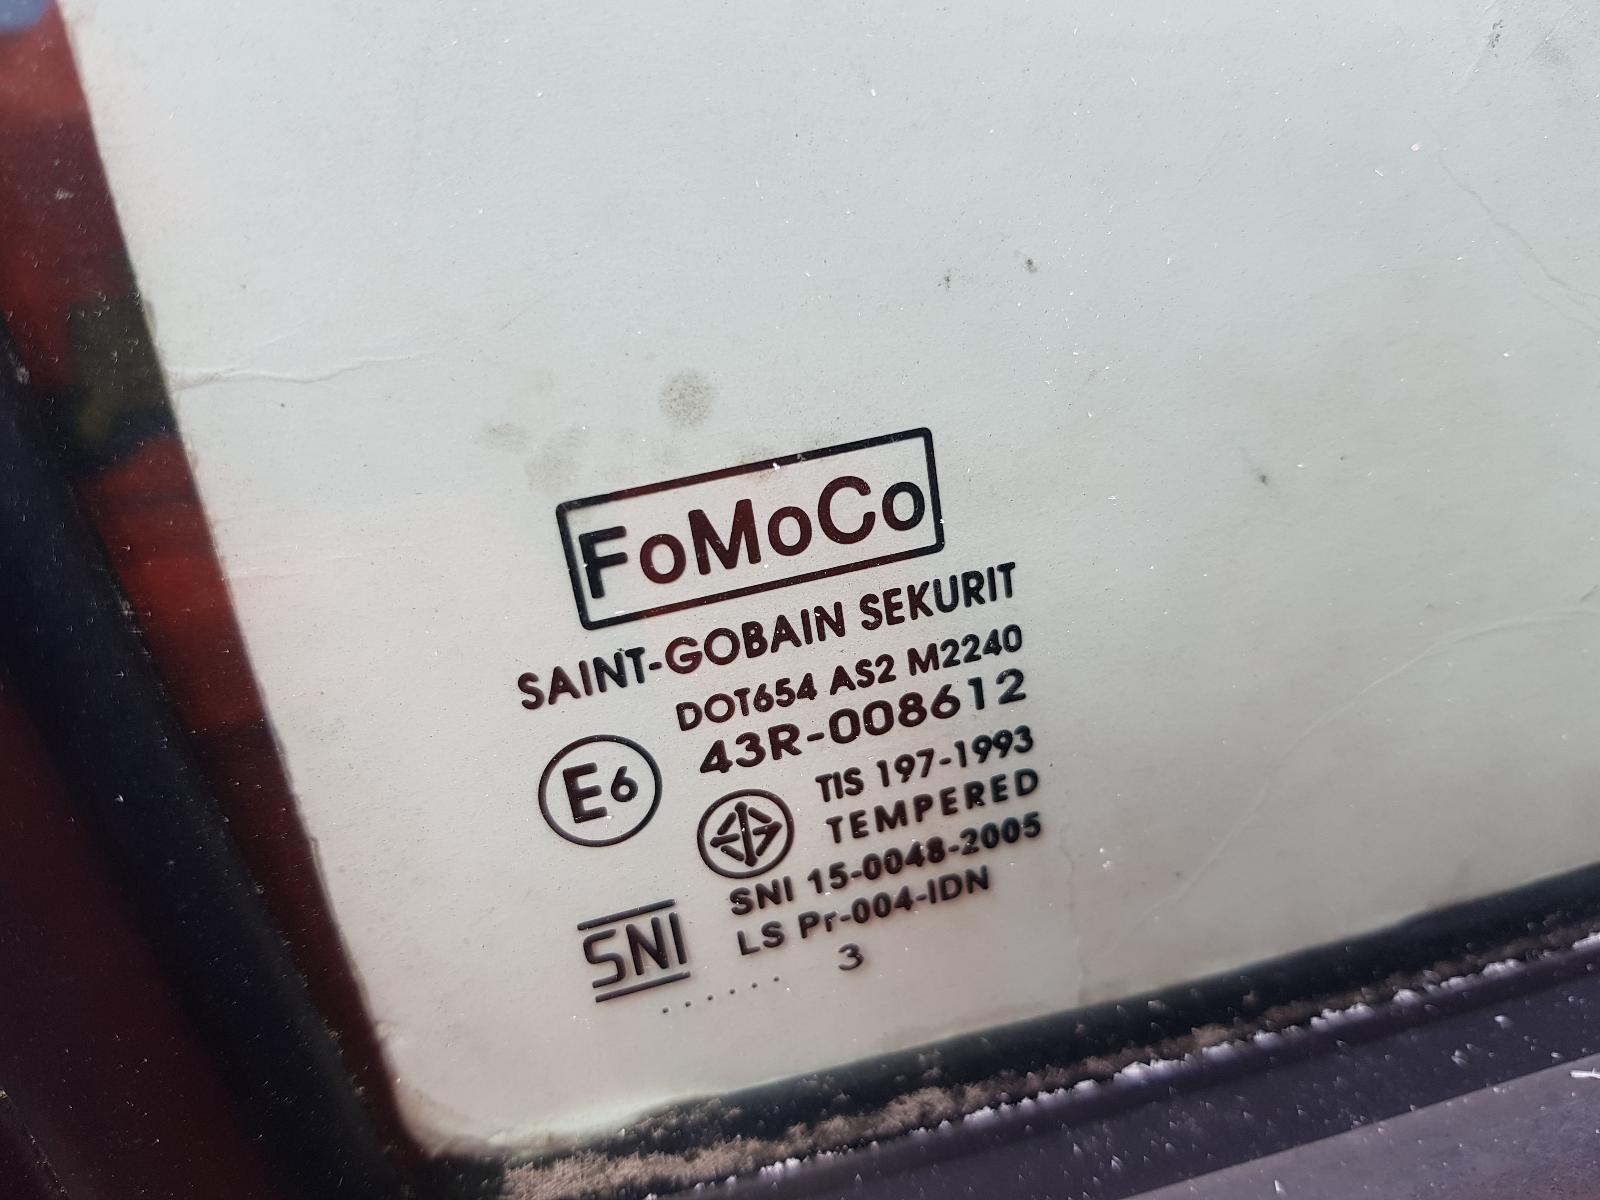 FoMoCo
SAINT-GOBAIN SEKURIT
DOT654 AS2 M2240
43R-008612
E6
TIS 197-1993
TEMPERED
SNI 15-0048-2005
LS Pr-004-IDN
SNI
...... 3